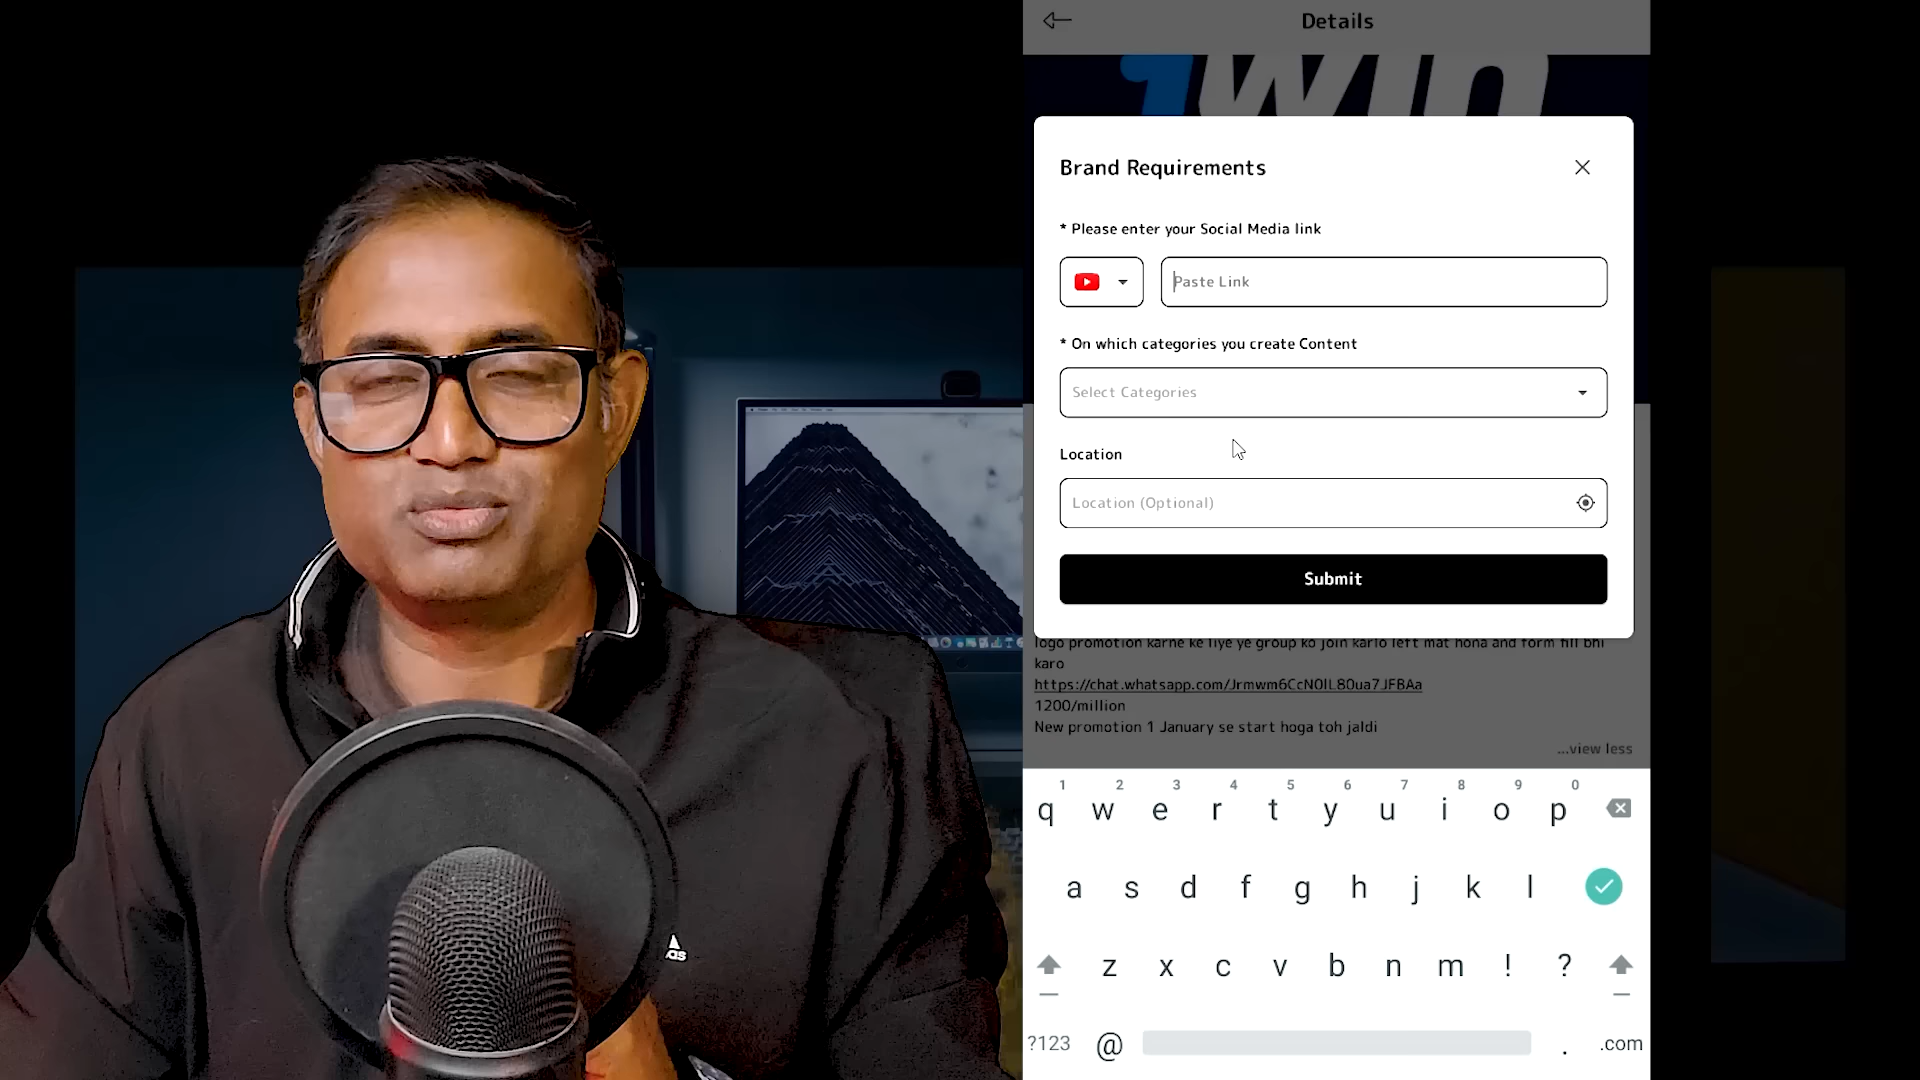 Details
1win
Brand Requirements
* Please enter your Social Media link
Paste Link
* On which categories you create Content
Select Categories
Location
Location (Optional)
Submit
logo promotion karne ke liye ye group ko join karlo left mat hona and form fill bhi
karo
https://chat.whatsapp.com/Jrmwm6CcN0lL80ua7JFBAa
1200/million
New promotion 1 January se start hoga toh jaldi
...view less
1 2 3 4 5 6 7 8 9 0
q w e r t y u i o p
a s d f g h j k l
z x c v b n m ! ?
?123 @ . .com